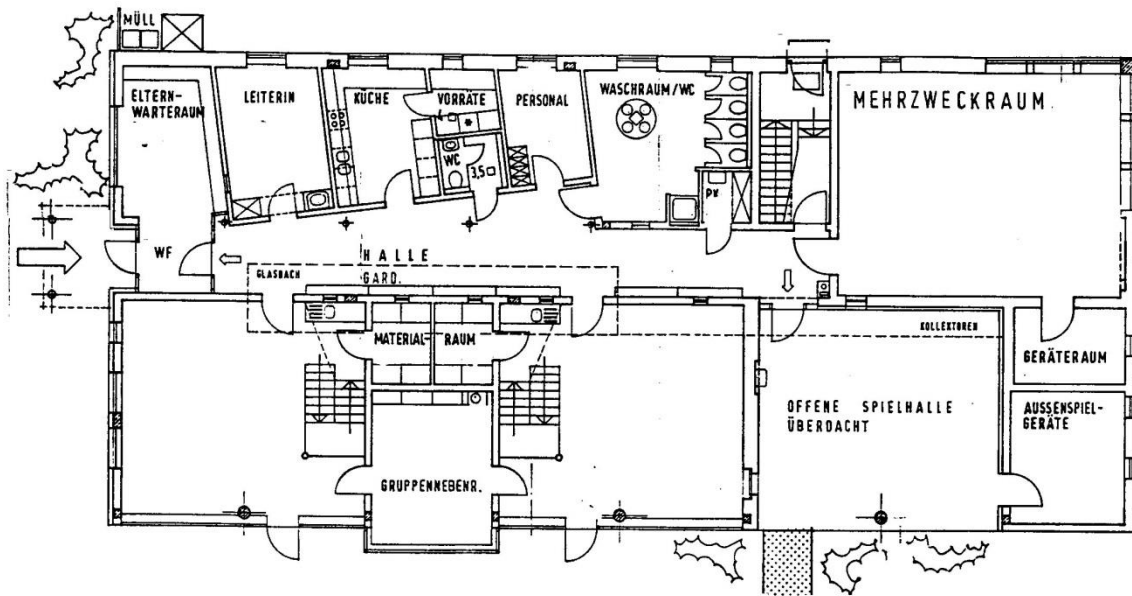 MÜLL
ELTERN-
WARTERAUM
LEITERIN
KÜCHE
VORRÄTE
PERSONAL
WASCHRAUM/WC
MEHRZWECKRAUM
WC
3,5
PR
WF
HALLE
GLASDACH
GARD.
KOLLEKTOREN
MATERIAL-
RAUM
GERÄTERAUM
OFFENE SPIELHALLE
ÜBERDACHT
AUSSENSPIEL-
GERÄTE
GRUPPENNEBENR.